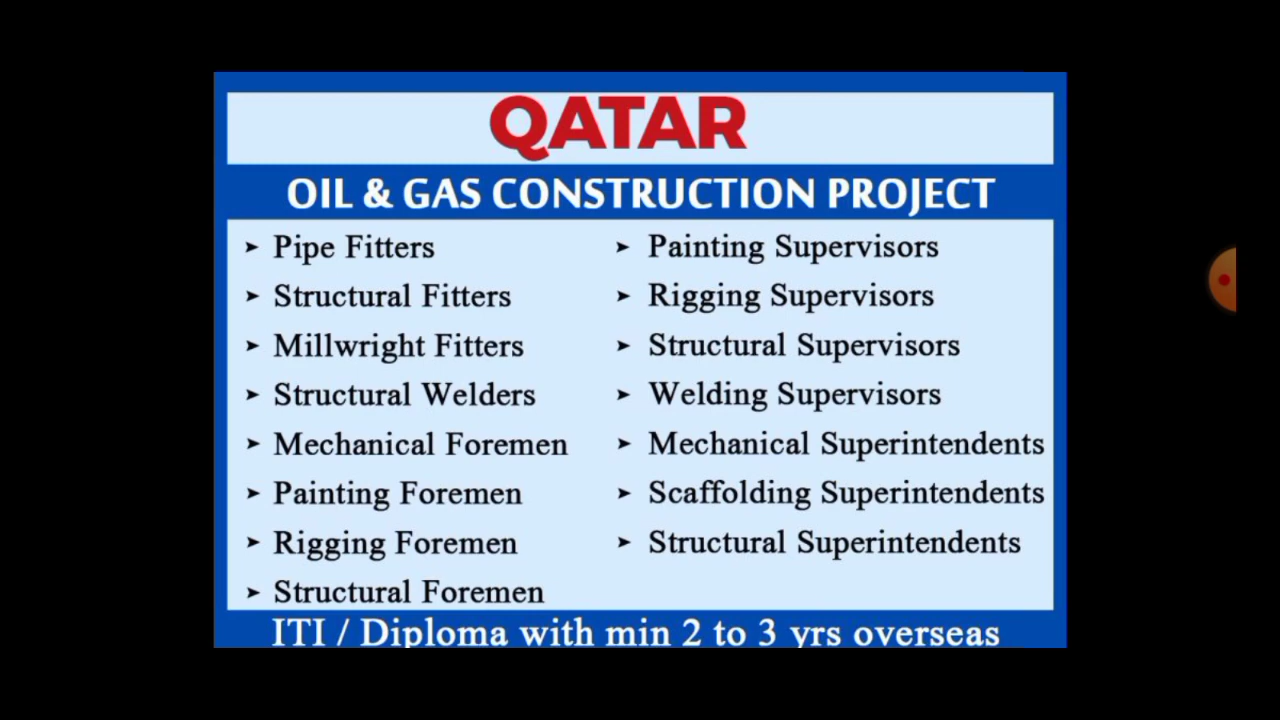 QATAR
OIL & GAS CONSTRUCTION PROJECT
➤ Pipe Fitters
➤ Structural Fitters
➤ Millwright Fitters
➤ Structural Welders
➤ Mechanical Foremen
➤ Painting Foremen
➤ Rigging Foremen
➤ Structural Foremen
➤ Painting Supervisors
➤ Rigging Supervisors
➤ Structural Supervisors
➤ Welding Supervisors
➤ Mechanical Superintendents
➤ Scaffolding Superintendents
➤ Structural Superintendents
ITI / Diploma with min 2 to 3 yrs overseas